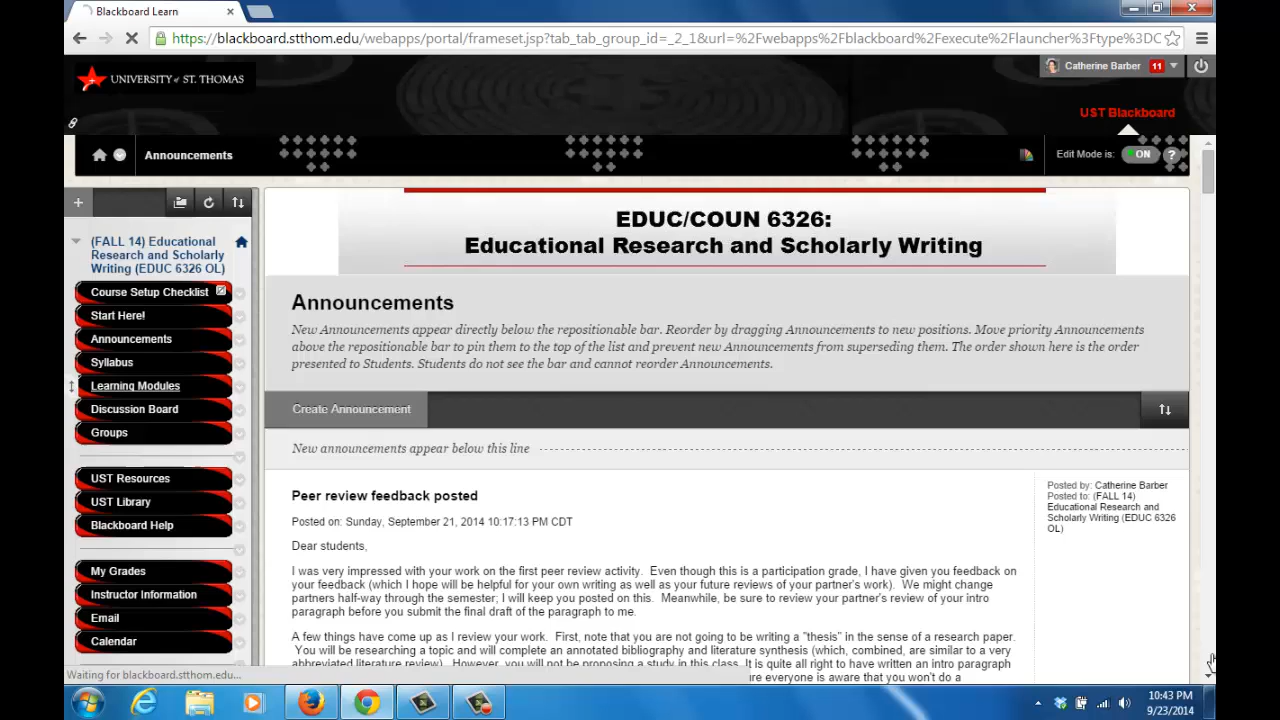 Blackboard Learn
https://blackboard.stthom.edu/webapps/portal/frameset.jsp?tab_tab_group_id=_2_1&url=%2Fwebapps%2Fblackboard%2Fexecute%2Flauncher%3Ftype%3DC
UNIVERSITY of ST. THOMAS
Catherine Barber 11
UST Blackboard
Announcements
Edit Mode is: ON ?
(FALL 14) Educational
Research and Scholarly
Writing (EDUC 6326 OL)
Course Setup Checklist
Start Here!
Announcements
Syllabus
Learning Modules
Discussion Board
Groups
UST Resources
UST Library
Blackboard Help
My Grades
Instructor Information
Email
Calendar
EDUC/COUN 6326:
Educational Research and Scholarly Writing
Announcements
New Announcements appear directly below the repositionable bar. Reorder by dragging Announcements to new positions. Move priority Announcements
above the repositionable bar to pin them to the top of the list and prevent new Announcements from superseding them. The order shown here is the order
presented to Students. Students do not see the bar and cannot reorder Announcements.
Create Announcement
New announcements appear below this line
Peer review feedback posted
Posted on: Sunday, September 21, 2014 10:17:13 PM CDT
Dear students,
I was very impressed with your work on the first peer review activity. Even though this is a participation grade, I have given you feedback on
your feedback (which I hope will be helpful for your own writing as well as your future reviews of your partner's work). We might change
partners half-way through the semester; I will keep you posted on this. Meanwhile, be sure to review your partner's review of your intro
paragraph before you submit the final draft of the paragraph to me.
A few things have come up as I review your work. First, note that you are not going to be writing a "thesis" in the sense of a research paper.
You will be researching a topic and will complete an annotated bibliography and literature synthesis (which, combined, are similar to a very
abbreviated literature review). However, you will not be proposing a study in this class. It is quite all right to have written an intro paragraph
ure everyone is aware that you won't do a
Posted by: Catherine Barber
Posted to: (FALL 14)
Educational Research and
Scholarly Writing (EDUC 6326
OL)
Waiting for blackboard.stthom.edu...
10:43 PM
9/23/2014